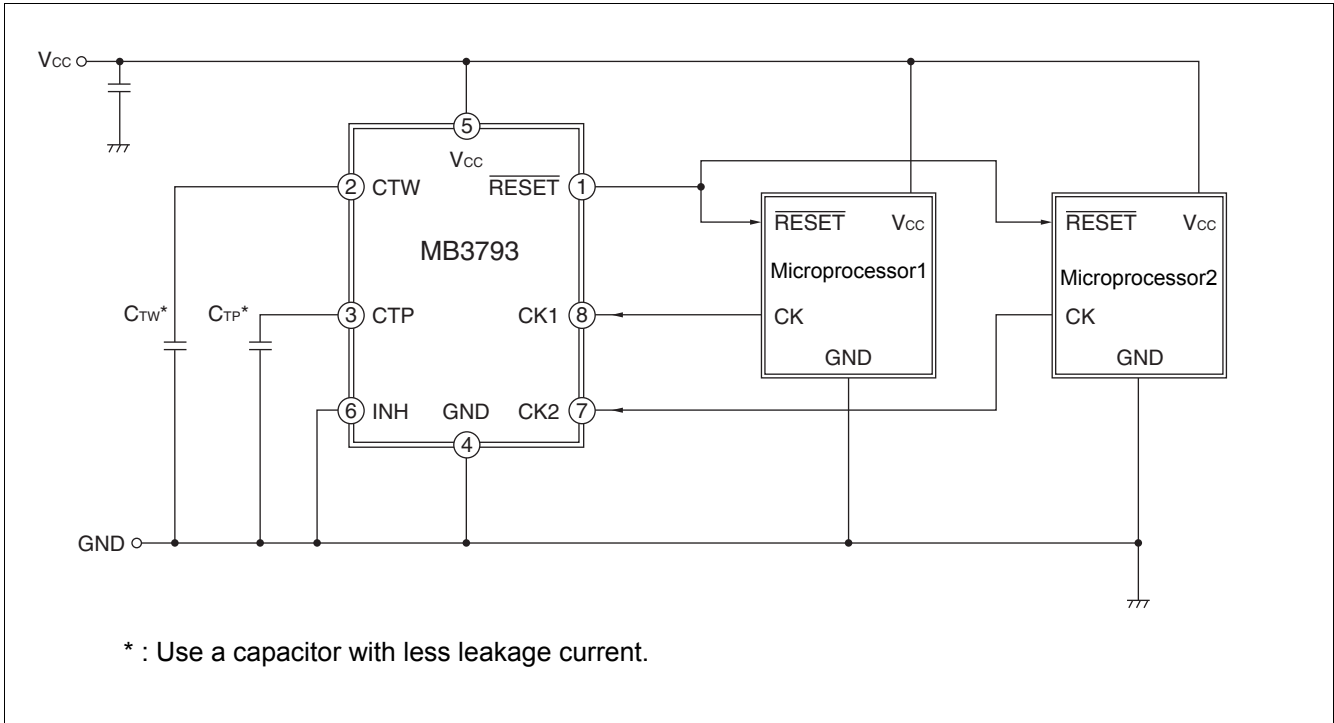 Vcc
5
Vcc
2 CTW
RESET 1
RESET Vcc
RESET Vcc
MB3793
Microprocessor1
Microprocessor2
CTW*
CTP*
3 CTP
CK1 8
CK
CK
GND
GND
6 INH GND CK2 7
4
GND
* : Use a capacitor with less leakage current.